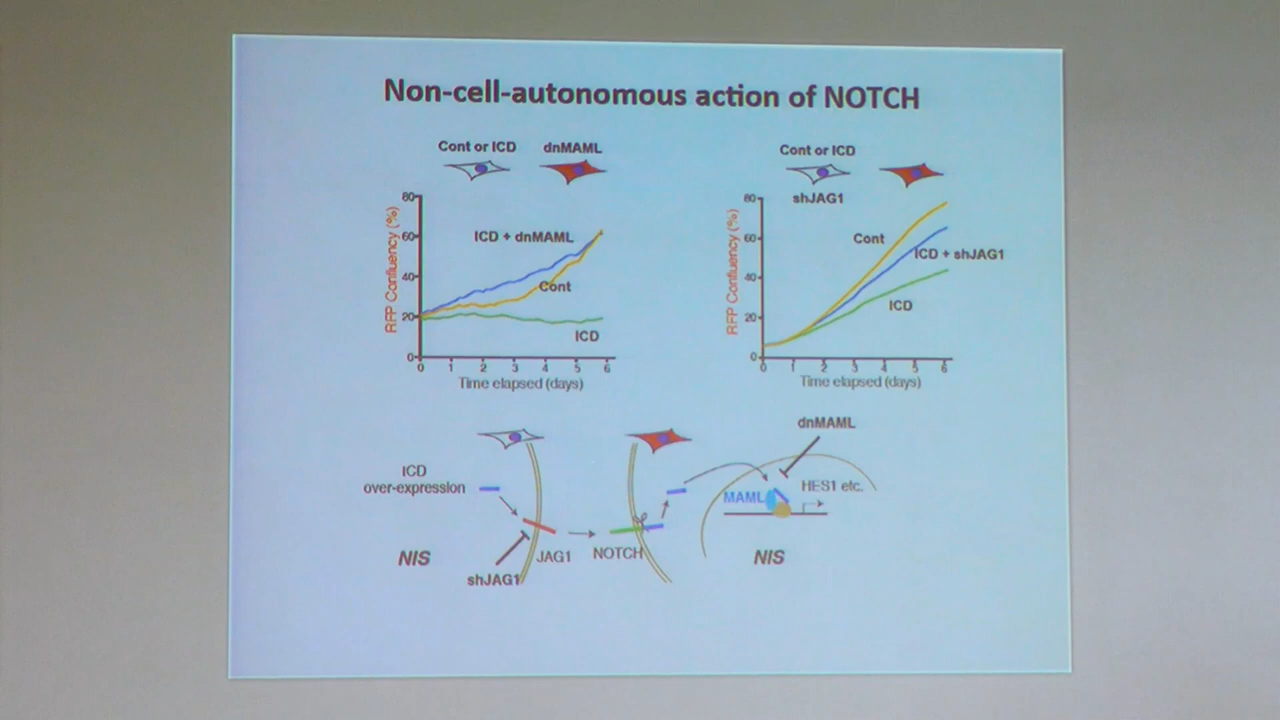 Non-cell-autonomous action of NOTCH
Cont or ICD
dnMAML
80
60
40
20
0
RFP Confluency (%)
ICD + dnMAML
Cont
ICD
0 1 2 3 4 5 6
Time elapsed (days)
Cont or ICD
shJAG1
80
60
40
20
0
RFP Confluency (%)
Cont
ICD + shJAG1
ICD
0 1 2 3 4 5 6
Time elapsed (days)
ICD
over-expression
NIS
shJAG1
JAG1
NOTCH
dnMAML
MAML
HES1 etc.
NIS